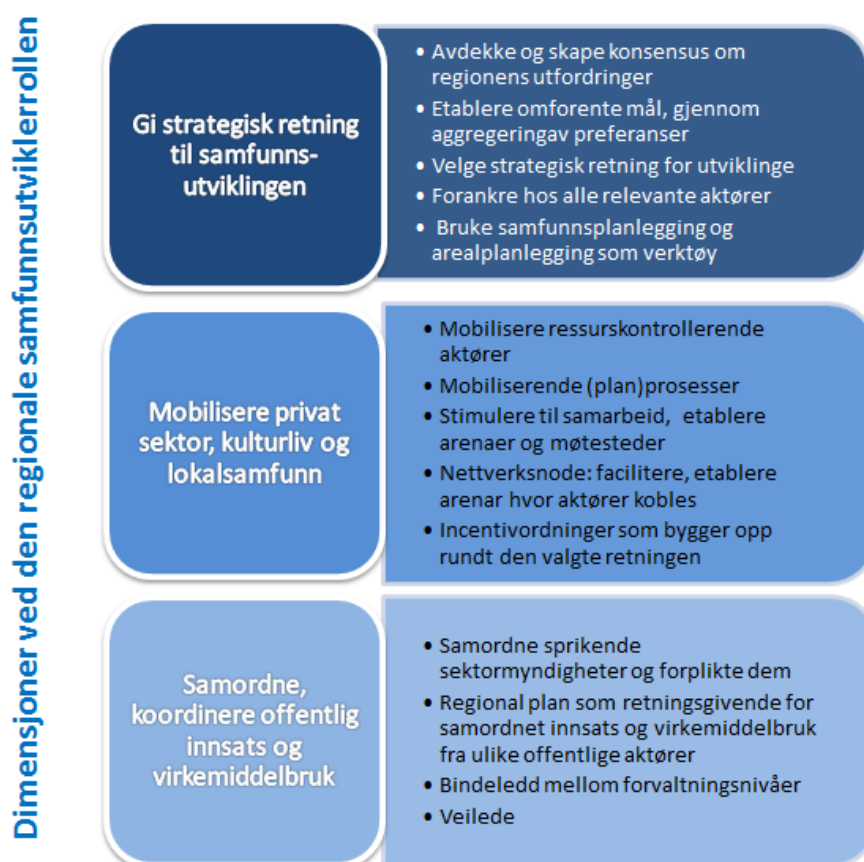 Dimensjoner ved den regionale samfunnsutviklerrollen
Gi strategisk retning
til samfunns-
utviklingen
• Avdekke og skape konsensus om
regionens utfordringer
• Etablere omforente mål, gjennom
aggregeringav preferanser
• Velge strategisk retning for utviklinge
• Forankre hos alle relevante aktører
• Bruke samfunnsplanlegging og
arealplanlegging som verktøy
Mobilisere privat
sektor, kulturliv og
lokalsamfunn
• Mobilisere ressurskontrollerende
aktører
• Mobiliserende (plan)prosesser
• Stimulere til samarbeid, etablere
arenaer og møtesteder
• Nettverksnode: facilitere, etablere
arenar hvor aktører kobles
• Incentivordninger som bygger opp
rundt den valgte retningen
Samordne,
koordinere offentlig
innsats og
virkemiddelbruk
• Samordne sprikende
sektormyndigheter og forplikte dem
• Regional plan som retningsgivende for
samordnet innsats og virkemiddelbruk
fra ulike offentlige aktører
• Bindeledd mellom forvaltningsnivåer
• Veilede